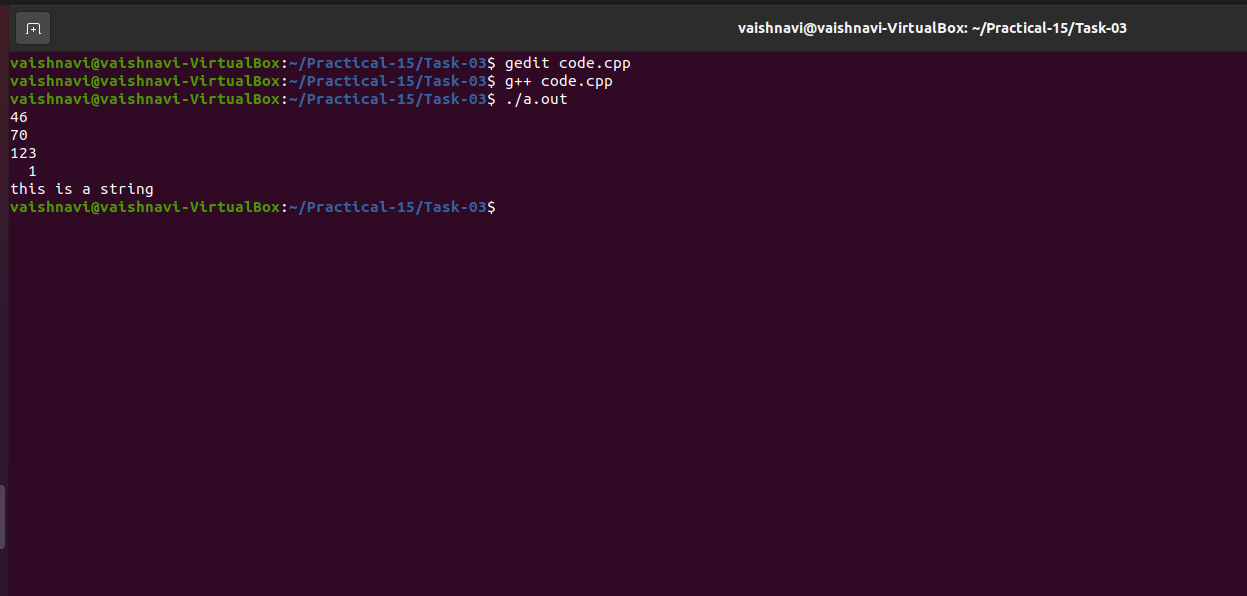 vaishnavi@vaishnavi-VirtualBox: ~/Practical-15/Task-03
vaishnavi@vaishnavi-VirtualBox:~/Practical-15/Task-03$ gedit code.cpp
vaishnavi@vaishnavi-VirtualBox:~/Practical-15/Task-03$ g++ code.cpp
vaishnavi@vaishnavi-VirtualBox:~/Practical-15/Task-03$ ./a.out
46
70
123
  1
this is a string
vaishnavi@vaishnavi-VirtualBox:~/Practical-15/Task-03$